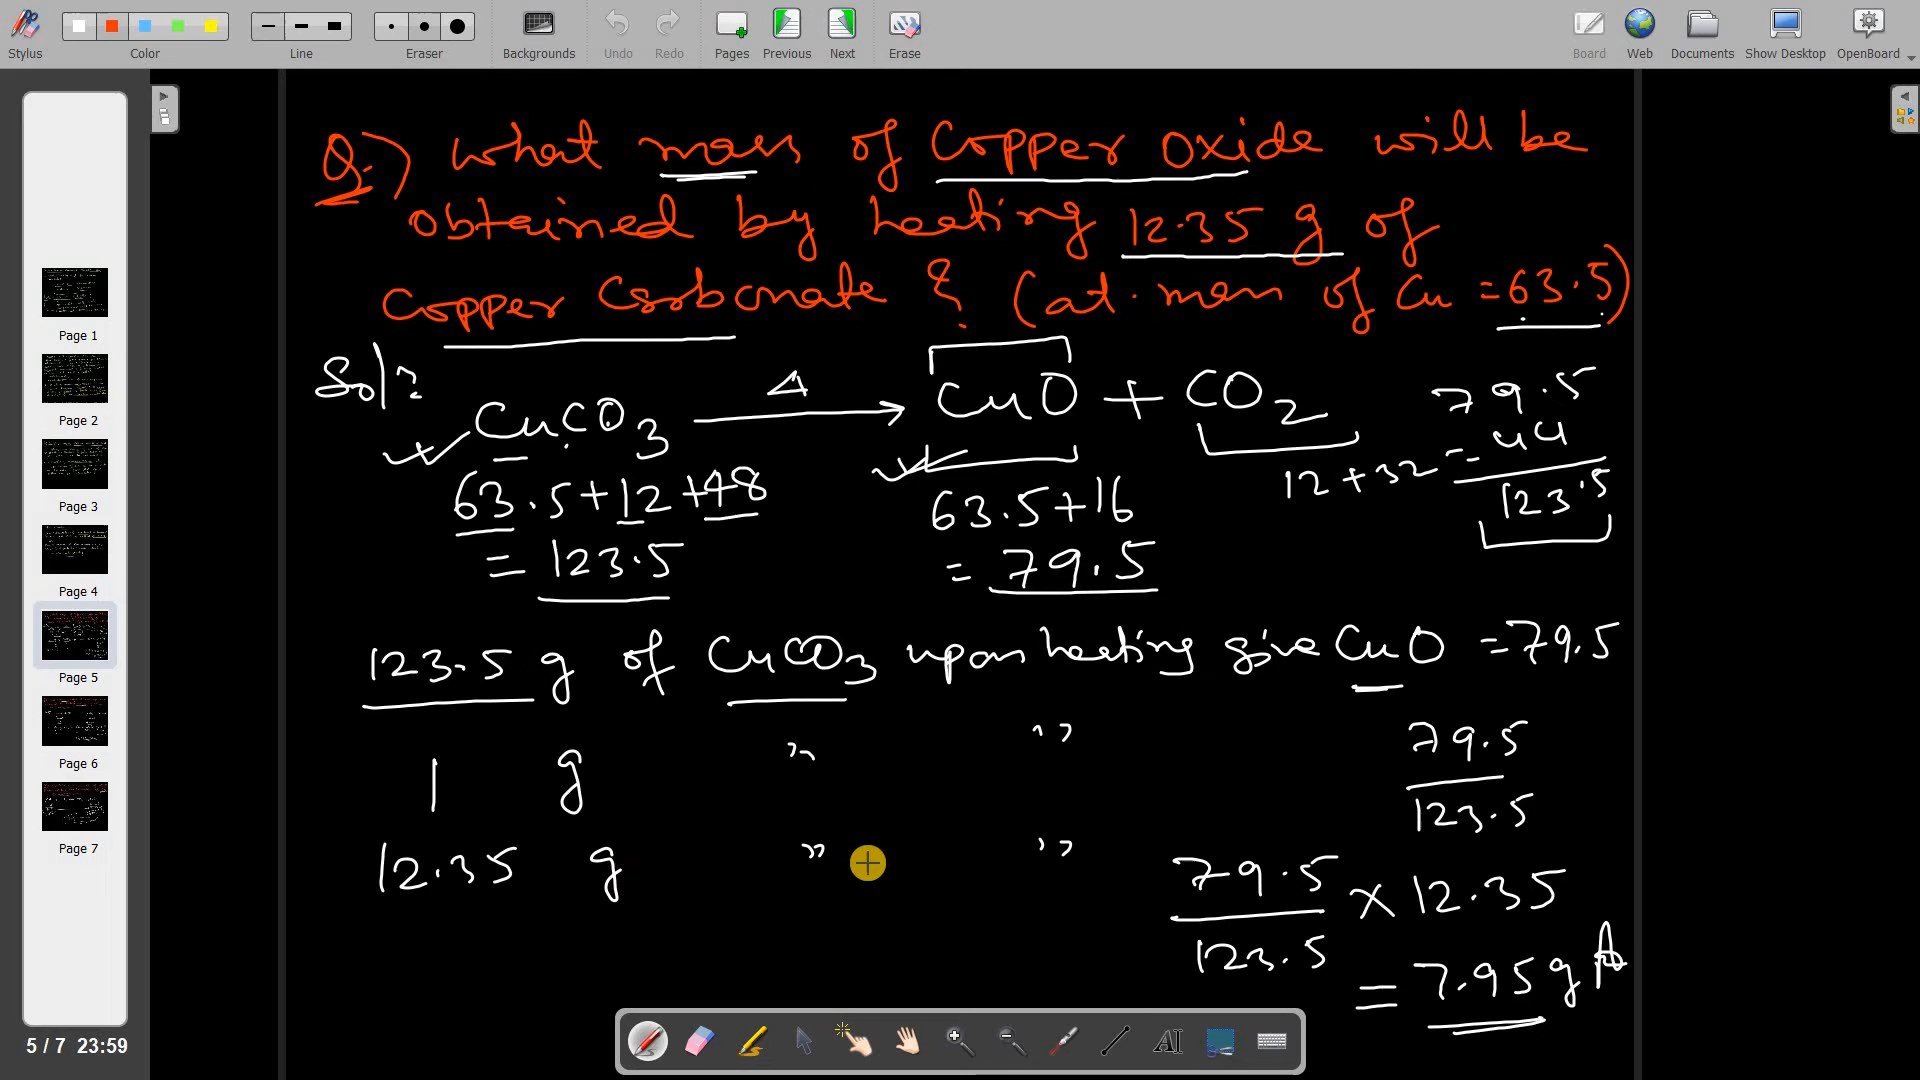 Stylus Color Line Eraser Backgrounds Undo Redo Pages Previous Next Erase Board Web Documents Show Desktop OpenBoard
Page 1
Page 2
Page 3
Page 4
Page 5
Page 6
Page 7
5 / 7 23:59
Q.) What mass of Copper Oxide will be
obtained by heating 12.35 g of
Copper Carbonate ? (at. mass of Cu = 63.5)
Sol:
CuCO3 —Δ→ CuO + CO2
63.5+12+48
= 123.5
63.5+16
= 79.5
12+32 =
79.5
44
123.5
123.5 g of CuCO3 upon heating give CuO = 79.5
1 g " " 79.5/123.5
12.35 g " " 79.5/123.5 × 12.35
= 7.95 g A